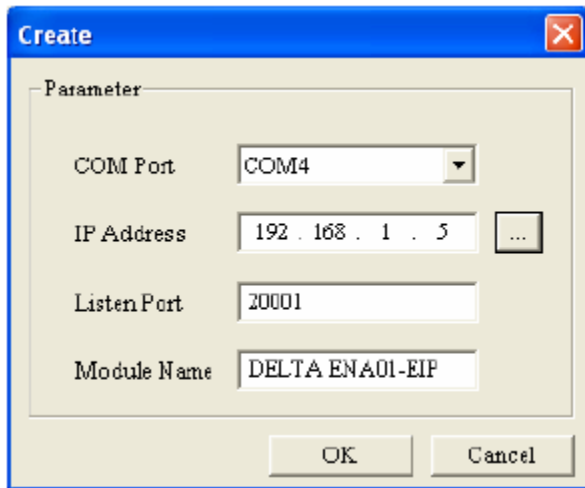 Create
Parameter
COM Port COM4
IP Address 192 . 168 . 1 . 5 ...
Listen Port 20001
Module Name DELTA ENA01-EIP
OK Cancel